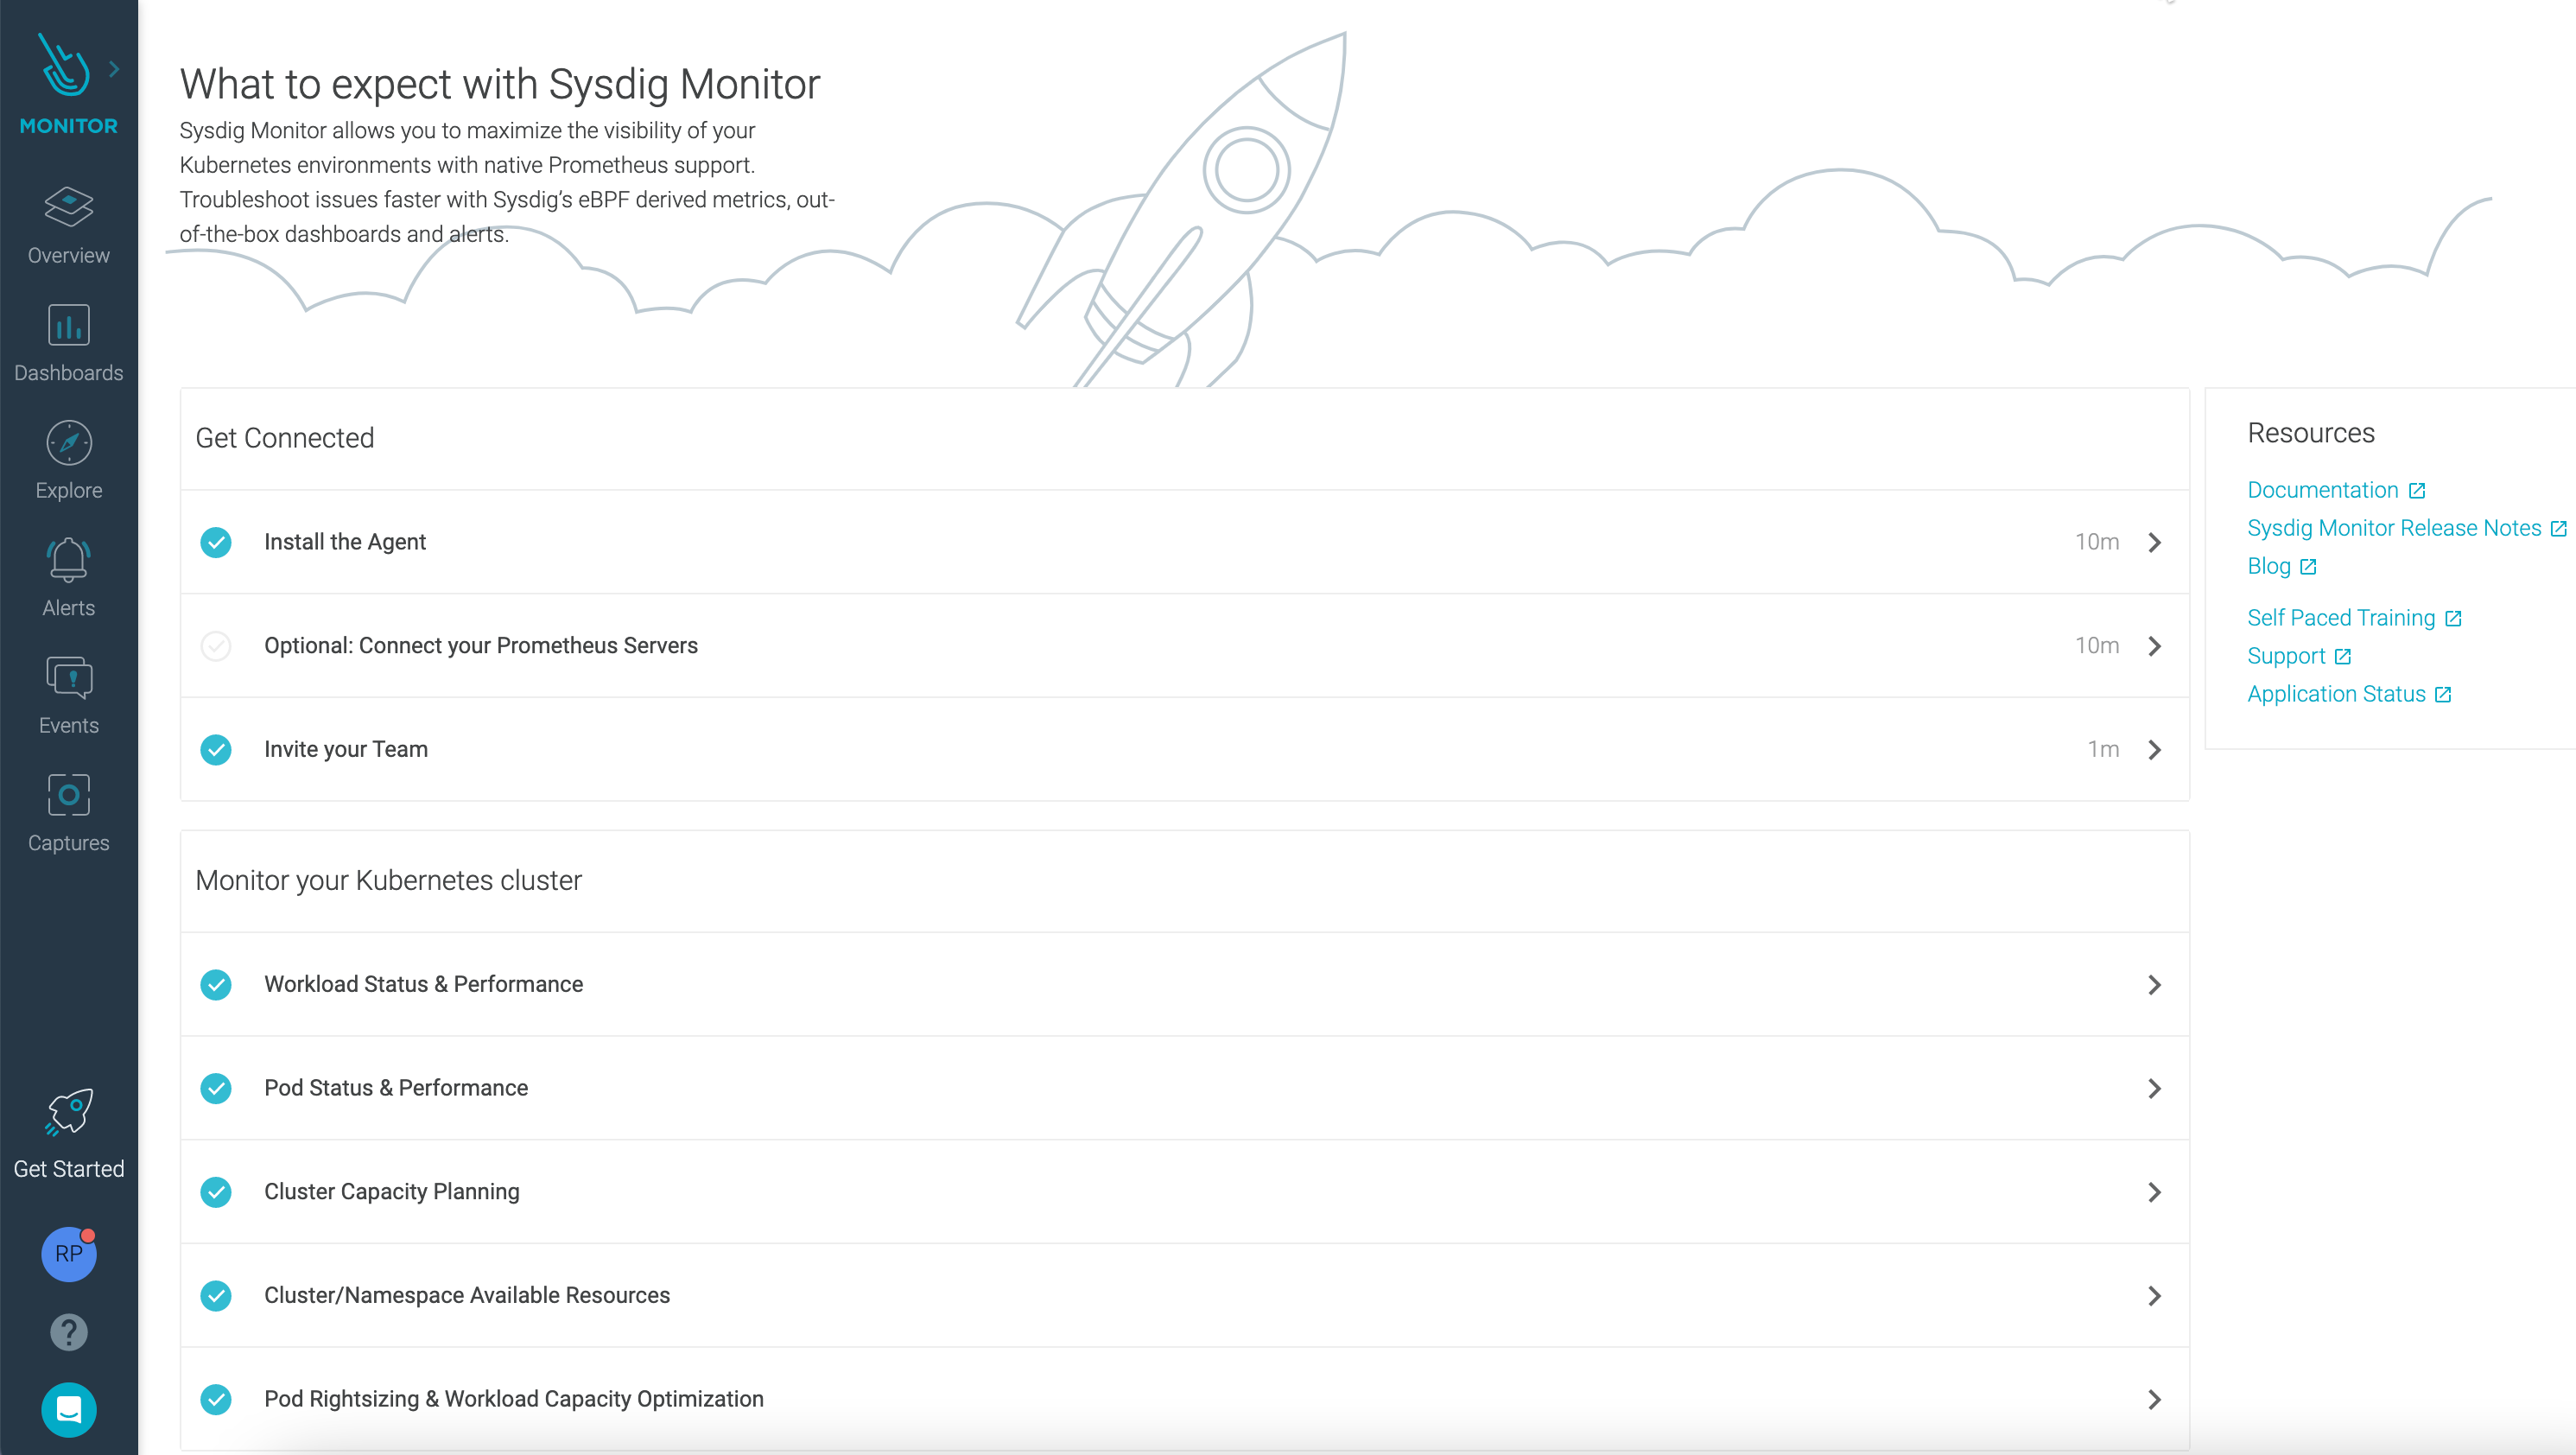 MONITOR
Overview
Dashboards
Explore
Alerts
Events
Captures
Get Started
RP
?
What to expect with Sysdig Monitor
Sysdig Monitor allows you to maximize the visibility of your
Kubernetes environments with native Prometheus support.
Troubleshoot issues faster with Sysdig’s eBPF derived metrics, out-
of-the-box dashboards and alerts.
Get Connected
Install the Agent 10m
Optional: Connect your Prometheus Servers 10m
Invite your Team 1m
Monitor your Kubernetes cluster
Workload Status & Performance
Pod Status & Performance
Cluster Capacity Planning
Cluster/Namespace Available Resources
Pod Rightsizing & Workload Capacity Optimization
Resources
Documentation
Sysdig Monitor Release Notes
Blog
Self Paced Training
Support
Application Status